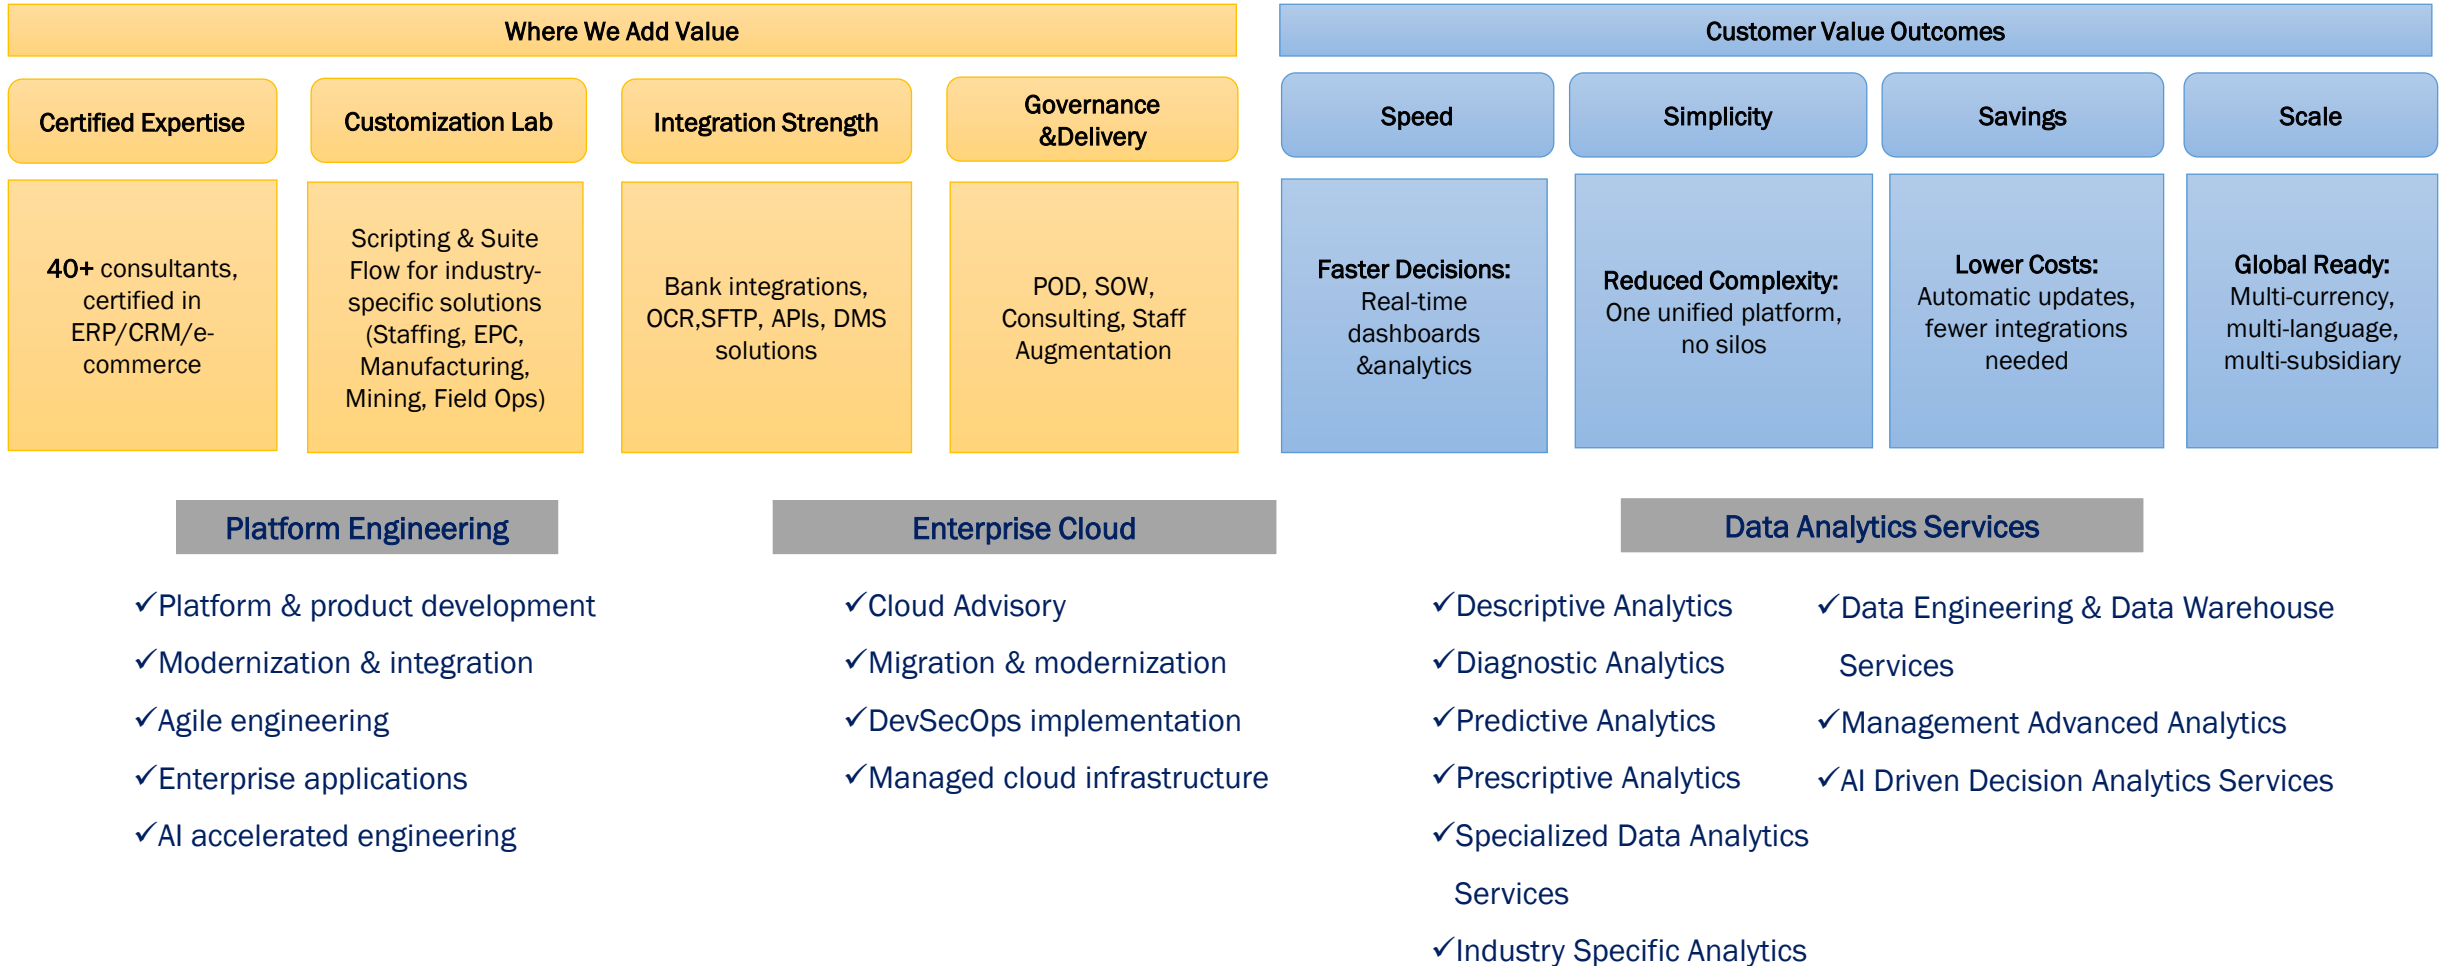 Where We Add Value
Certified Expertise
40+ consultants,
certified in
ERP/CRM/e-
commerce
Customization Lab
Scripting & Suite
Flow for industry-
specific solutions
(Staffing, EPC,
Manufacturing,
Mining, Field Ops)
Integration Strength
Bank integrations,
OCR,SFTP, APIs, DMS
solutions
Governance
&Delivery
POD, SOW,
Consulting, Staff
Augmentation
Customer Value Outcomes
Speed
Faster Decisions:
Real-time
dashboards
&analytics
Simplicity
Reduced Complexity:
One unified platform,
no silos
Savings
Lower Costs:
Automatic updates,
fewer integrations
needed
Scale
Global Ready:
Multi-currency,
multi-language,
multi-subsidiary
Platform Engineering
✓Platform & product development
✓Modernization & integration
✓Agile engineering
✓Enterprise applications
✓AI accelerated engineering
Enterprise Cloud
✓Cloud Advisory
✓Migration & modernization
✓DevSecOps implementation
✓Managed cloud infrastructure
Data Analytics Services
✓Descriptive Analytics
✓Diagnostic Analytics
✓Predictive Analytics
✓Prescriptive Analytics
✓Specialized Data Analytics
Services
✓Industry Specific Analytics
✓Data Engineering & Data Warehouse
Services
✓Management Advanced Analytics
✓AI Driven Decision Analytics Services